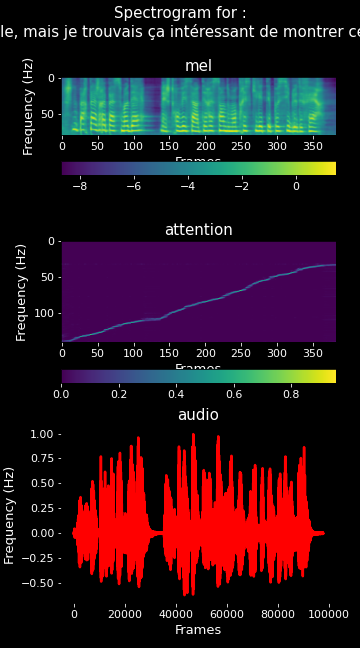 Spectrogram for :
le, mais je trouvais ça intéressant de montrer ce
mel
Frequency (Hz)
0
50
0 50 100 150 200 250 300 350
Frames
−8 −6 −4 −2 0
attention
Frequency (Hz)
0
50
100
0 50 100 150 200 250 300 350
Frames
0.0 0.2 0.4 0.6 0.8
audio
Frequency (Hz)
1.00
0.75
0.50
0.25
0.00
−0.25
−0.50
0 20000 40000 60000 80000 100000
Frames